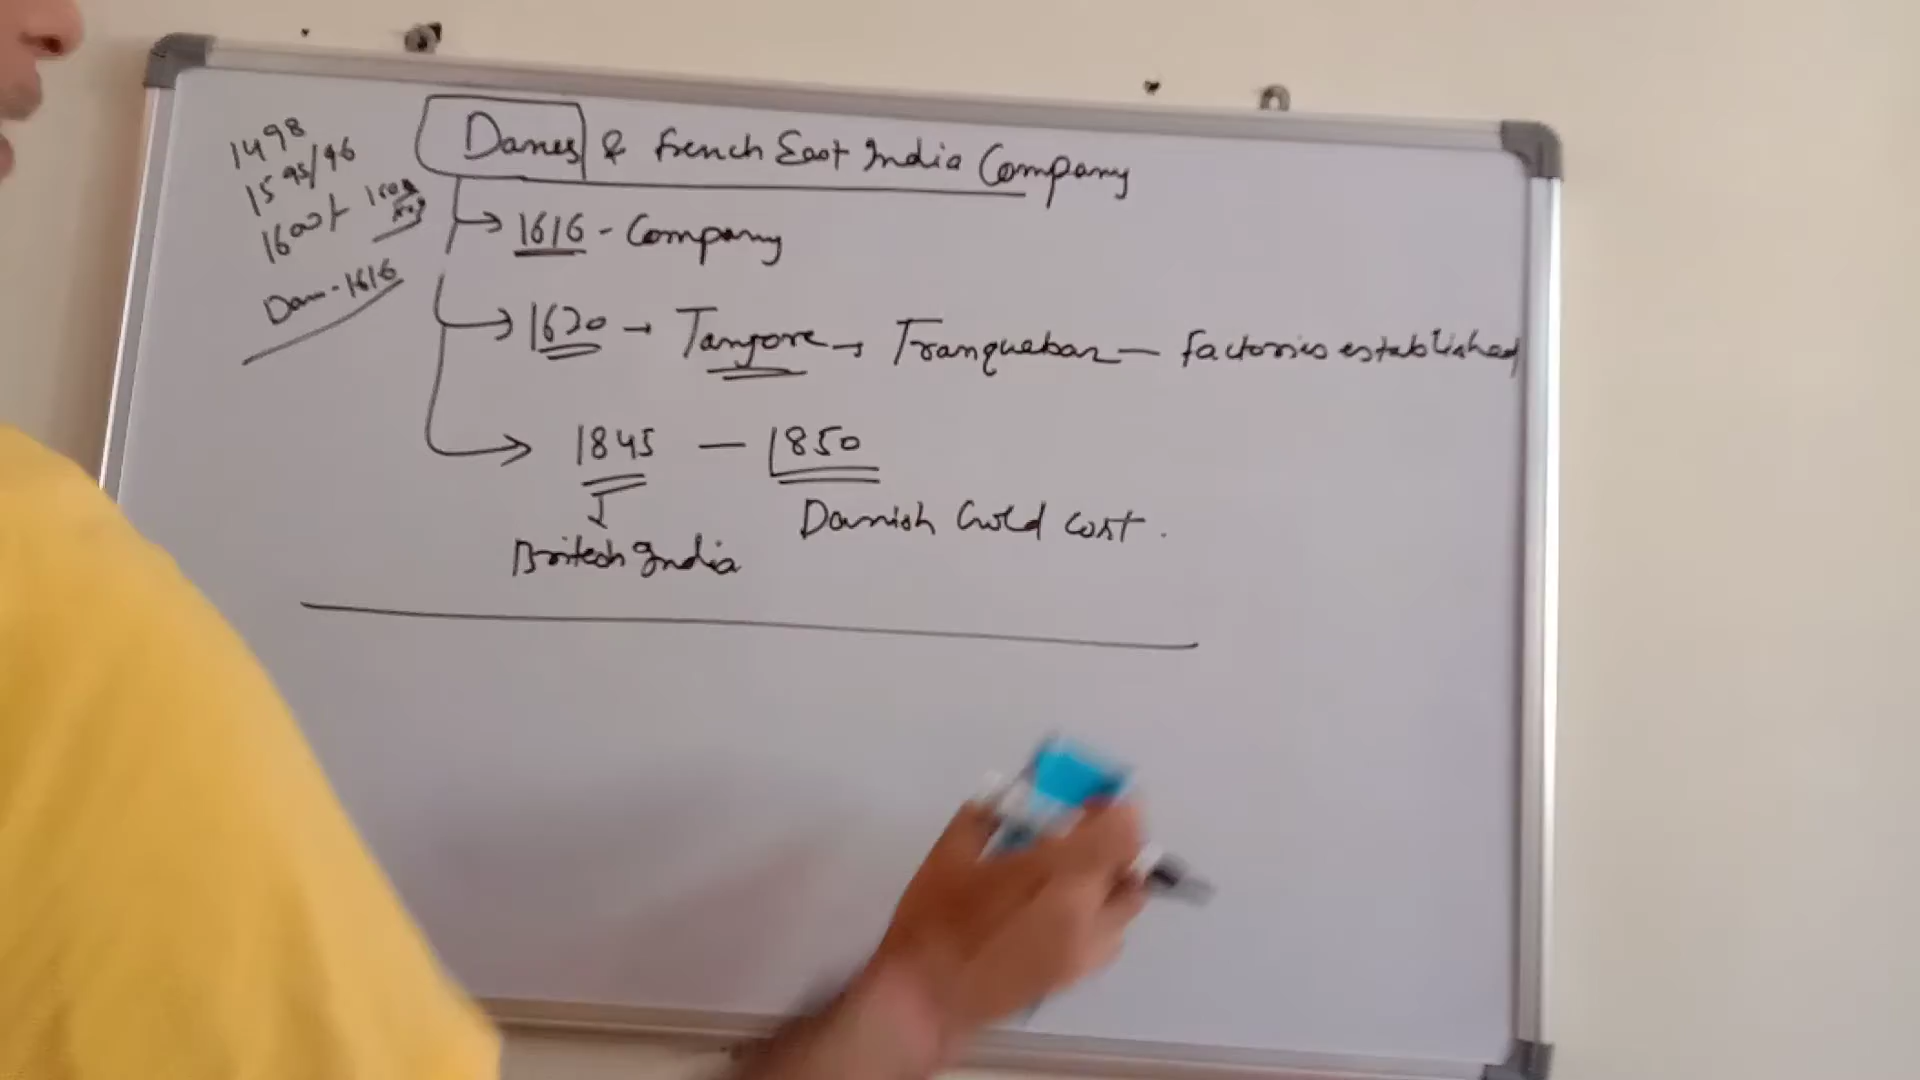 Danes & French East India Company
1498
1595/96
1600
Dan - 1616
→ 1616 - Company
→ 1620 → Tanjore → Tranquebar — factories established
→ 1845 — 1850
Britesh India
Danish Gold cost.